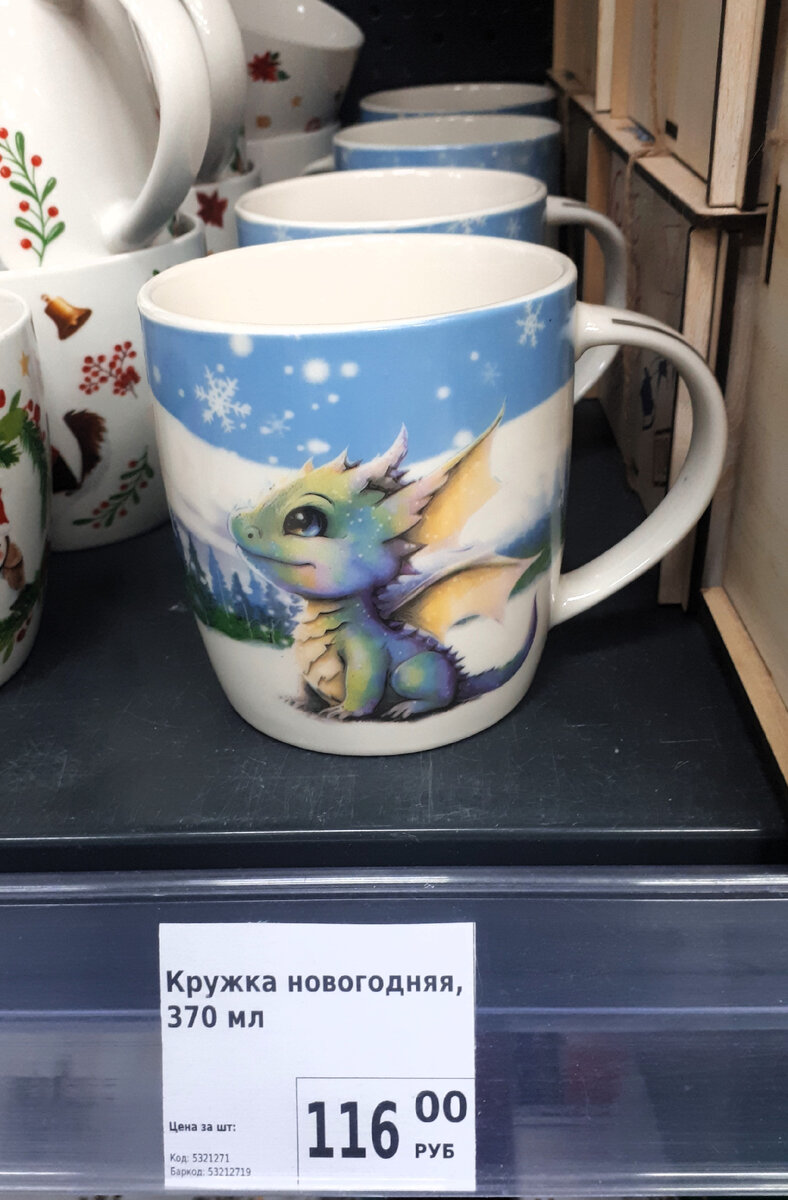 Кружка новогодняя,
370 мл
Цена за шт:
116 00
РУБ
Код: 5321271
Баркод: 53212719